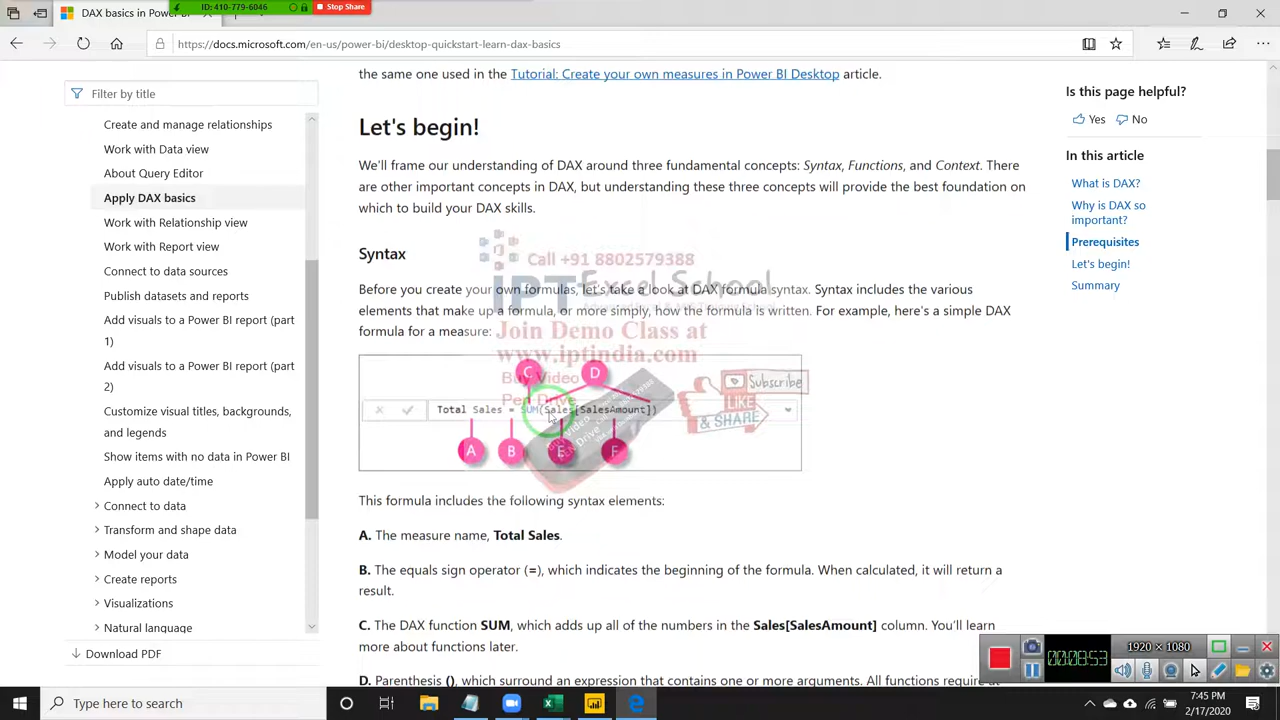 DAX basics in Power BI
ID: 410-779-6046
Stop Share
https://docs.microsoft.com/en-us/power-bi/desktop-quickstart-learn-dax-basics
Filter by title
Create and manage relationships
Work with Data view
About Query Editor
Apply DAX basics
Work with Relationship view
Work with Report view
Connect to data sources
Publish datasets and reports
Add visuals to a Power BI report (part
1)
Add visuals to a Power BI report (part
2)
Customize visual titles, backgrounds,
and legends
Show items with no data in Power BI
Apply auto date/time
Connect to data
Transform and shape data
Model your data
Create reports
Visualizations
Natural language
Download PDF
the same one used in the Tutorial: Create your own measures in Power BI Desktop article.
Let's begin!
We'll frame our understanding of DAX around three fundamental concepts: Syntax, Functions, and Context. There
are other important concepts in DAX, but understanding these three concepts will provide the best foundation on
which to build your DAX skills.
Syntax
Before you create your own formulas, let's take a look at DAX formula syntax. Syntax includes the various
elements that make up a formula, or more simply, how the formula is written. For example, here's a simple DAX
formula for a measure:
C D
Total Sales = SUM(Sales[SalesAmount])
A B E F
This formula includes the following syntax elements:
A. The measure name, Total Sales.
B. The equals sign operator (=), which indicates the beginning of the formula. When calculated, it will return a
result.
C. The DAX function SUM, which adds up all of the numbers in the Sales[SalesAmount] column. You'll learn
more about functions later.
D. Parenthesis (), which surround an expression that contains one or more arguments. All functions require at
Call +91 8802579388
iPT Excel School
Join Demo Class at
www.iptindia.com
Buy Video
Pen Drive
Subscribe
LIKE
& SHARE
Is this page helpful?
Yes No
In this article
What is DAX?
Why is DAX so
important?
Prerequisites
Let's begin!
Summary
00:08:53
1920 × 1080
Type here to search
7:45 PM
2/17/2020